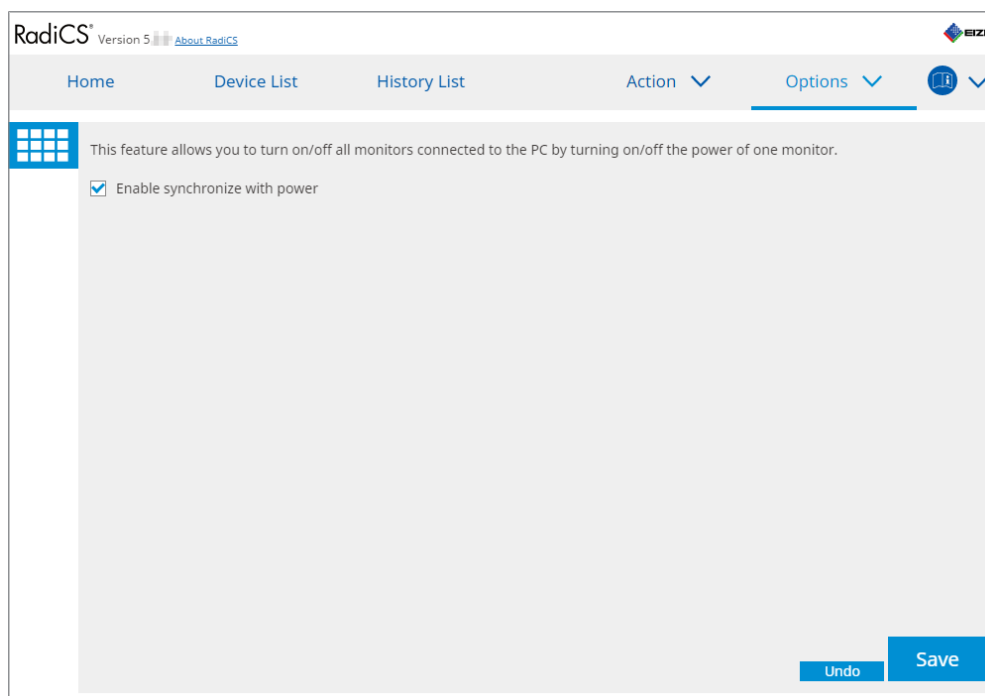 RadiCS® Version 5. About RadiCS
Home Device List History List Action Options
This feature allows you to turn on/off all monitors connected to the PC by turning on/off the power of one monitor.
Enable synchronize with power
Undo Save